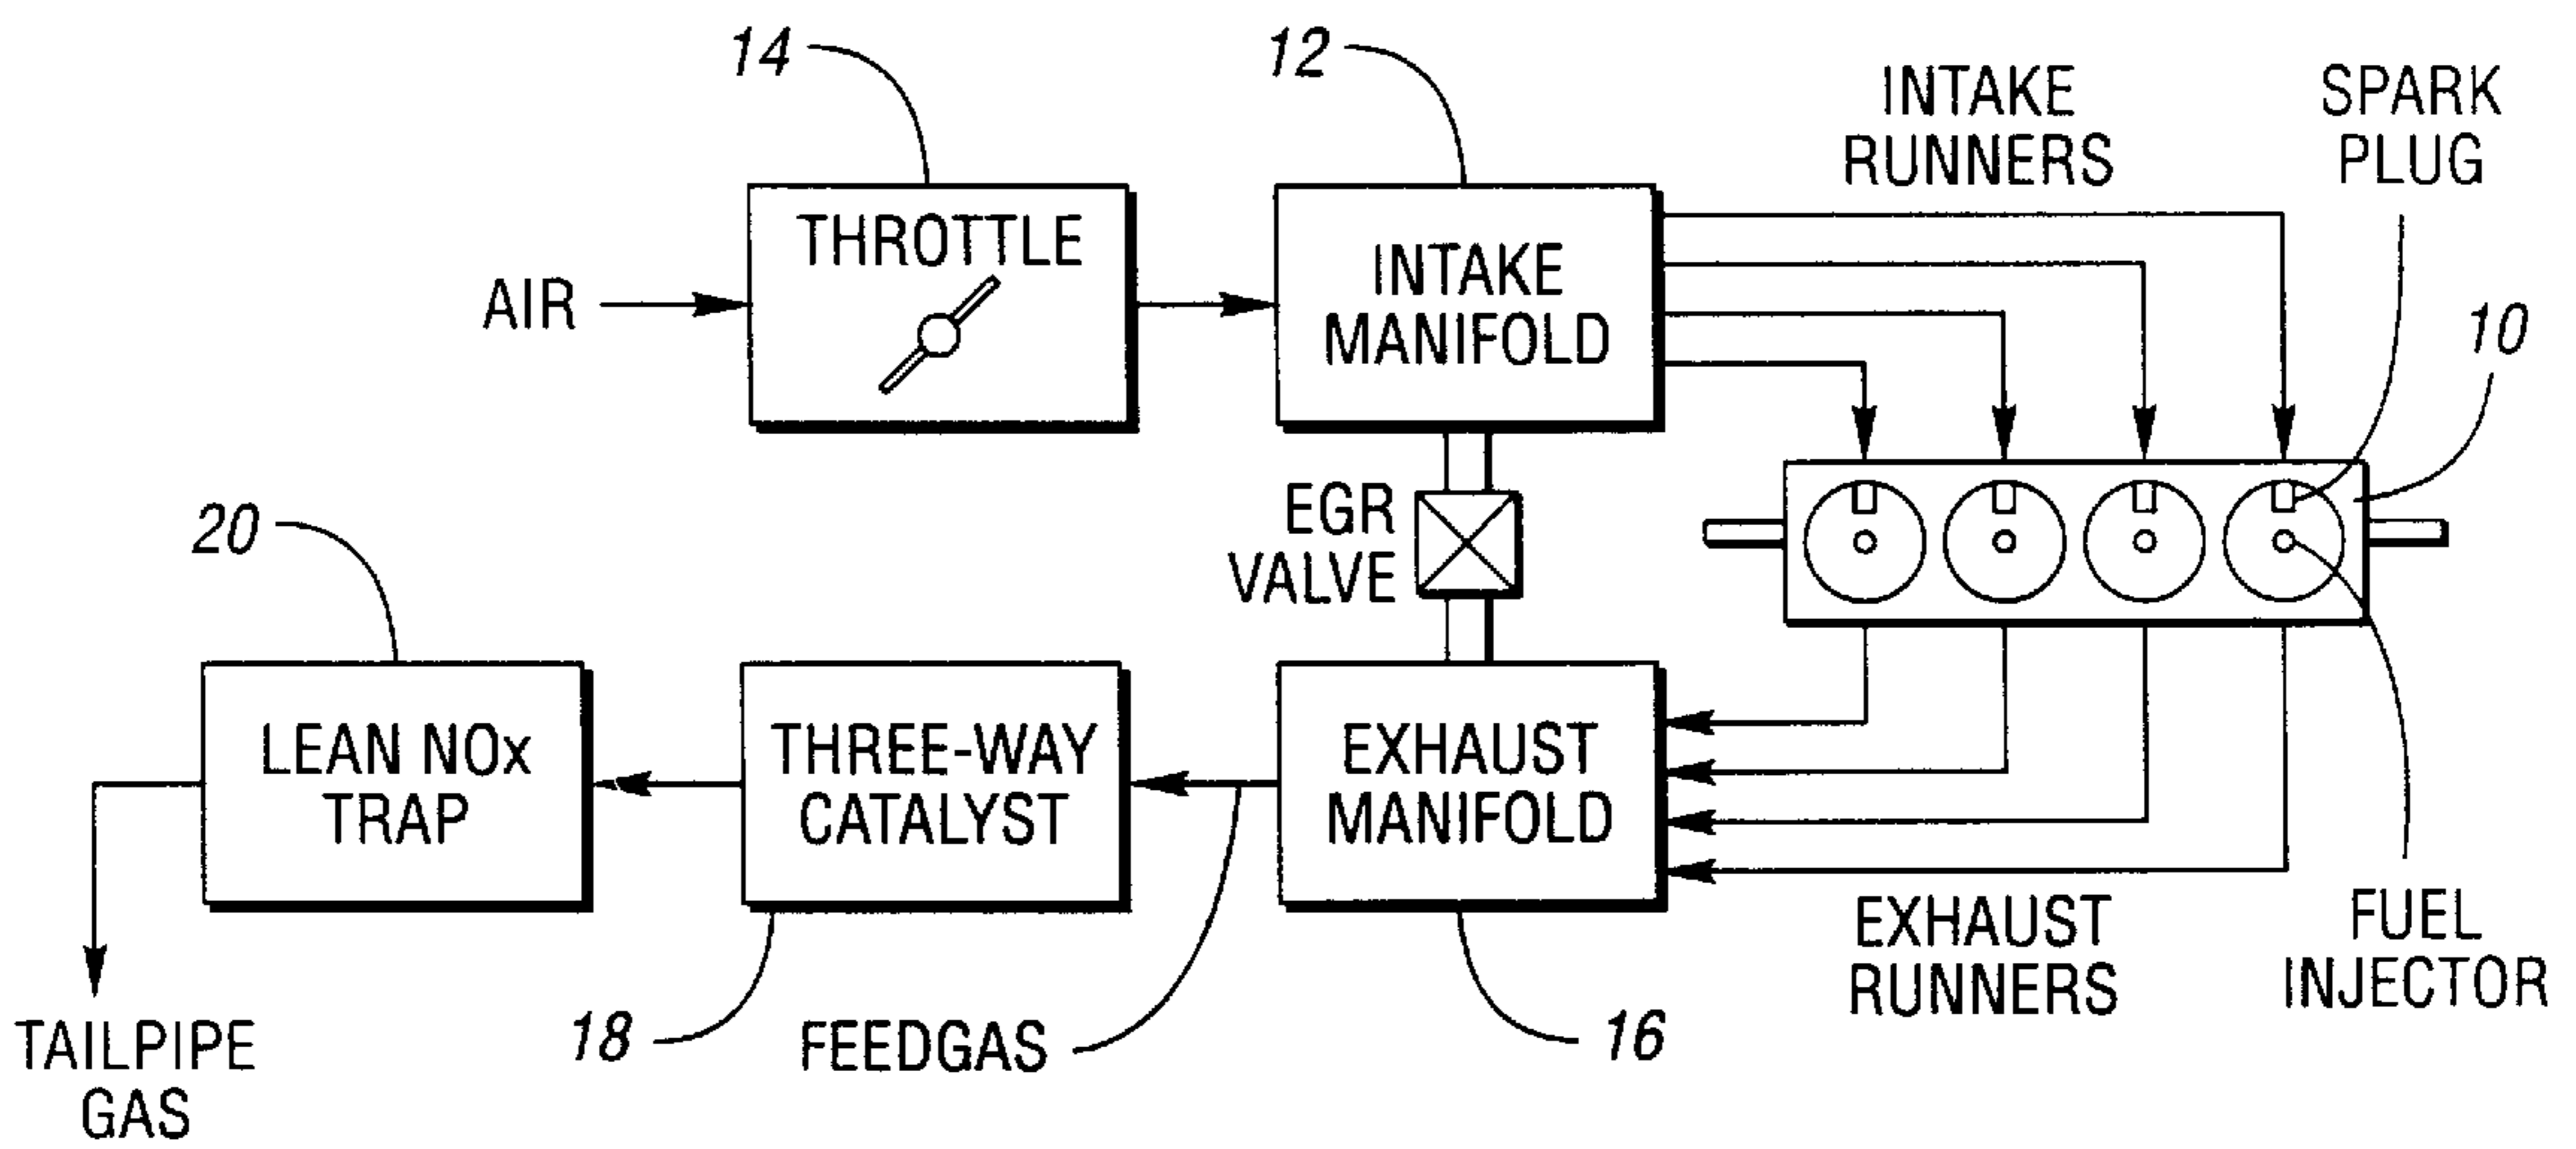 14
12
INTAKE
RUNNERS
SPARK
PLUG
THROTTLE
AIR
INTAKE
MANIFOLD
10
20
EGR
VALVE
LEAN NOx
TRAP
THREE-WAY
CATALYST
EXHAUST
MANIFOLD
EXHAUST
RUNNERS
FUEL
INJECTOR
TAILPIPE
GAS
18
FEEDGAS
16